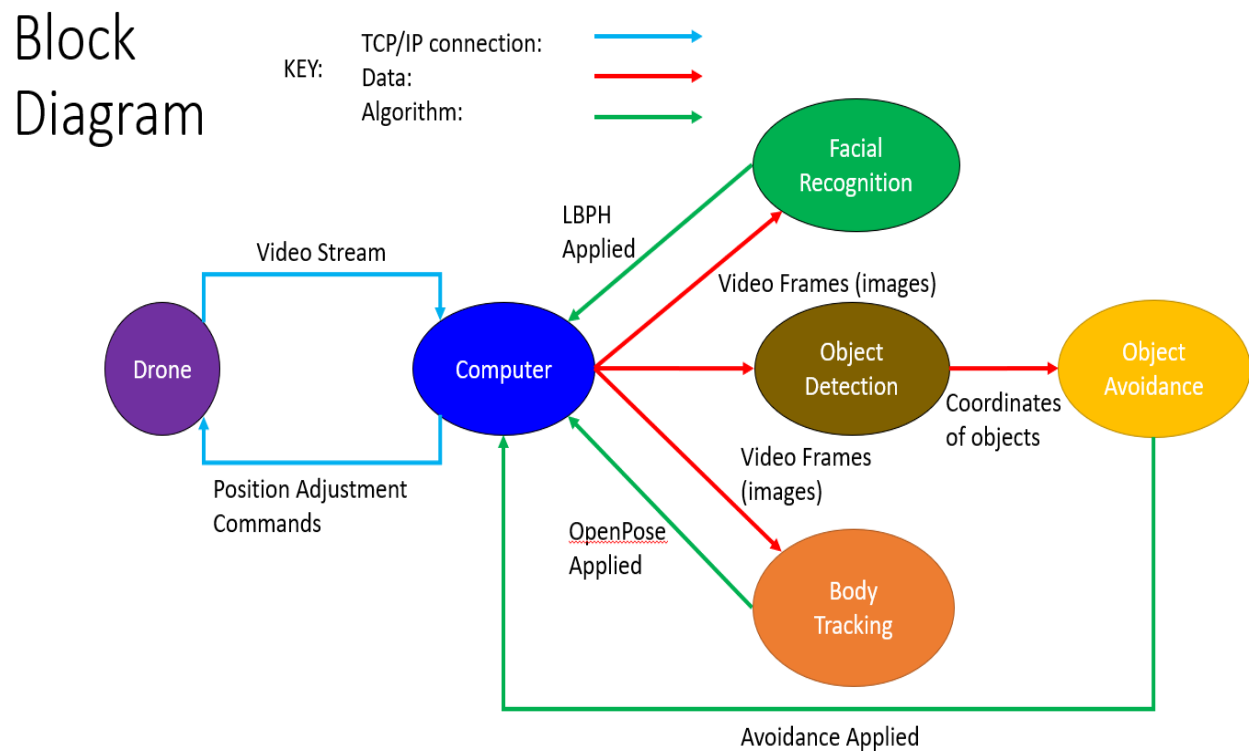 Block
Diagram
KEY:
TCP/IP connection:
Data:
Algorithm:
Facial
Recognition
LBPH
Applied
Video Stream
Video Frames (images)
Drone
Computer
Object
Detection
Object
Avoidance
Coordinates
of objects
Video Frames
(images)
Position Adjustment
Commands
OpenPose
Applied
Body
Tracking
Avoidance Applied